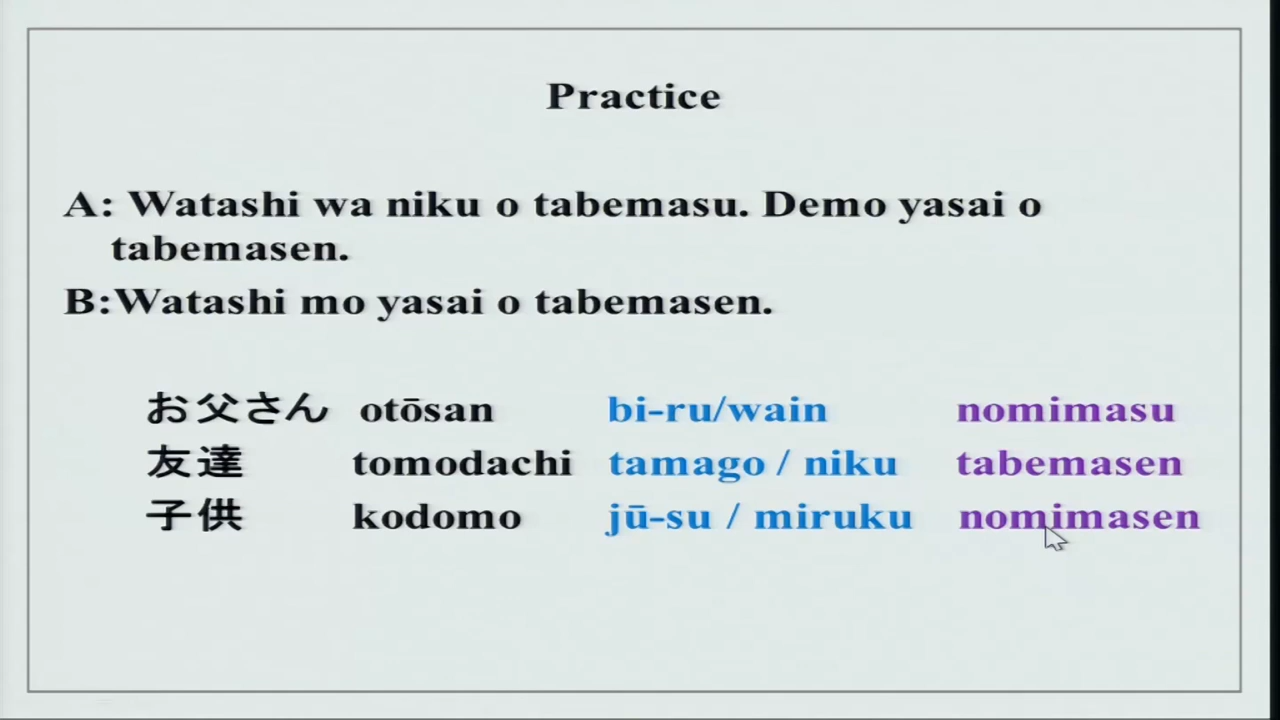 Practice
A: Watashi wa niku o tabemasu. Demo yasai o
tabemasen.
B:Watashi mo yasai o tabemasen.
お父さん otōsan bi-ru/wain nomimasu
友達 tomodachi tamago / niku tabemasen
子供 kodomo jū-su / miruku nomimasen